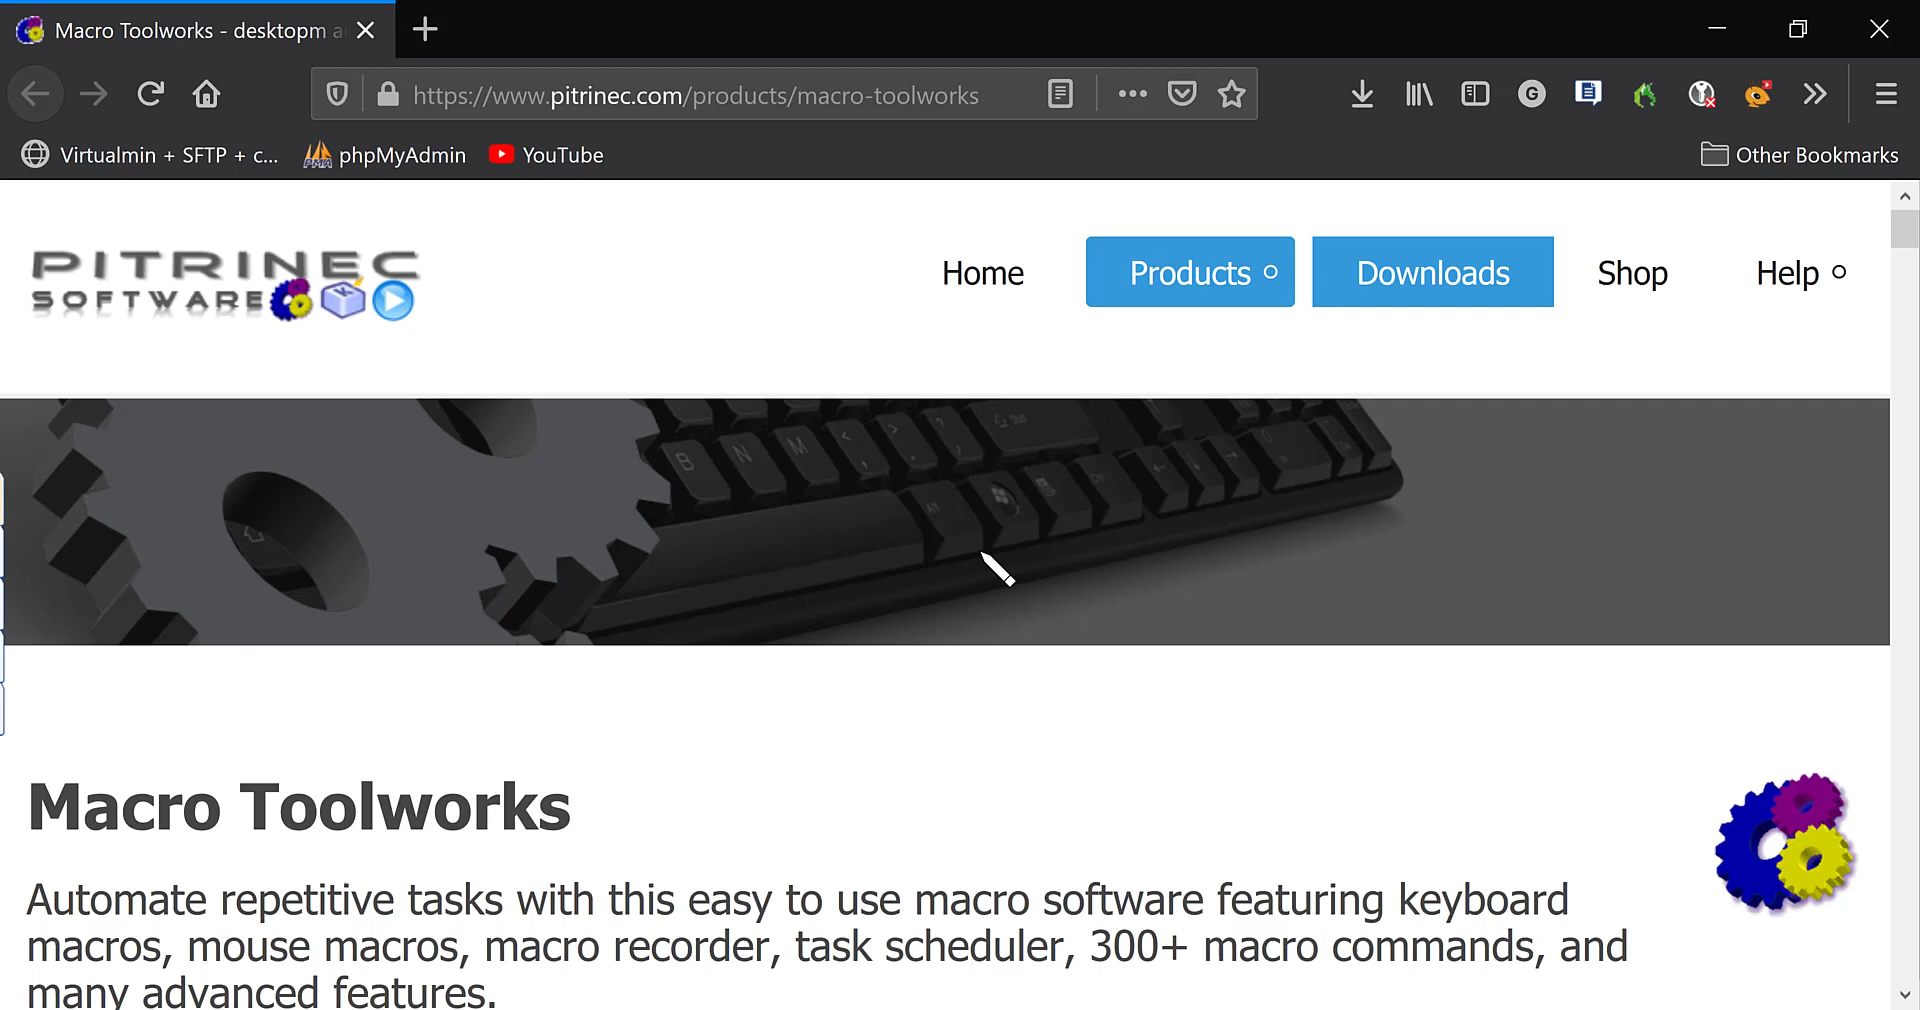 Macro Toolworks - desktopm a
https://www.pitrinec.com/products/macro-toolworks
Virtualmin + SFTP + c...
phpMyAdmin
YouTube
Other Bookmarks
PITRINEC
SOFTWARE
Home
Products
Downloads
Shop
Help
B N M < , > . ? / Shift
Alt
Macro Toolworks
Automate repetitive tasks with this easy to use macro software featuring keyboard
macros, mouse macros, macro recorder, task scheduler, 300+ macro commands, and
many advanced features.